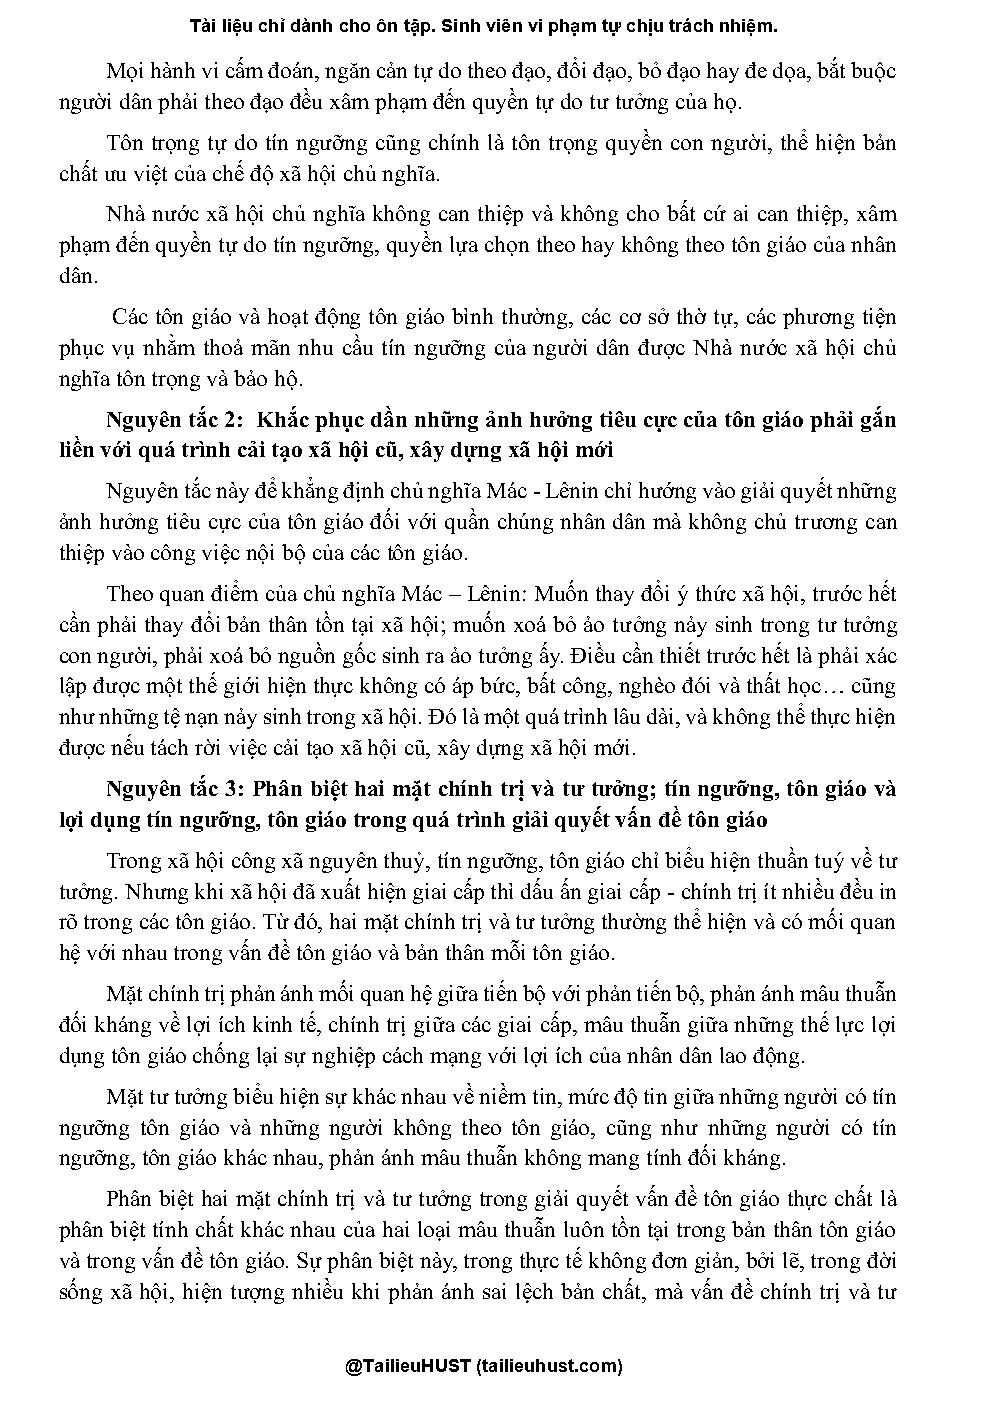 Tài liệu chỉ dành cho ôn tập. Sinh viên vi phạm tự chịu trách nhiệm.
Mọi hành vi cấm đoán, ngăn cản tự do theo đạo, đổi đạo, bỏ đạo hay đe dọa, bắt buộc
người dân phải theo đạo đều xâm phạm đến quyền tự do tư tưởng của họ.
Tôn trọng tự do tín ngưỡng cũng chính là tôn trọng quyền con người, thể hiện bản
chất ưu việt của chế độ xã hội chủ nghĩa.
Nhà nước xã hội chủ nghĩa không can thiệp và không cho bất cứ ai can thiệp, xâm
phạm đến quyền tự do tín ngưỡng, quyền lựa chọn theo hay không theo tôn giáo của nhân
dân.
Các tôn giáo và hoạt động tôn giáo bình thường, các cơ sở thờ tự, các phương tiện
phục vụ nhằm thoả mãn nhu cầu tín ngưỡng của người dân được Nhà nước xã hội chủ
nghĩa tôn trọng và bảo hộ.
Nguyên tắc 2:  Khắc phục dần những ảnh hưởng tiêu cực của tôn giáo phải gắn
liền với quá trình cải tạo xã hội cũ, xây dựng xã hội mới
Nguyên tắc này để khẳng định chủ nghĩa Mác - Lênin chỉ hướng vào giải quyết những
ảnh hưởng tiêu cực của tôn giáo đối với quần chúng nhân dân mà không chủ trương can
thiệp vào công việc nội bộ của các tôn giáo.
Theo quan điểm của chủ nghĩa Mác – Lênin: Muốn thay đổi ý thức xã hội, trước hết
cần phải thay đổi bản thân tồn tại xã hội; muốn xoá bỏ ảo tưởng nảy sinh trong tư tưởng
con người, phải xoá bỏ nguồn gốc sinh ra ảo tưởng ấy. Điều cần thiết trước hết là phải xác
lập được một thế giới hiện thực không có áp bức, bất công, nghèo đói và thất học… cũng
như những tệ nạn nảy sinh trong xã hội. Đó là một quá trình lâu dài, và không thể thực hiện
được nếu tách rời việc cải tạo xã hội cũ, xây dựng xã hội mới.
Nguyên tắc 3: Phân biệt hai mặt chính trị và tư tưởng; tín ngưỡng, tôn giáo và
lợi dụng tín ngưỡng, tôn giáo trong quá trình giải quyết vấn đề tôn giáo
Trong xã hội công xã nguyên thuỷ, tín ngưỡng, tôn giáo chỉ biểu hiện thuần tuý về tư
tưởng. Nhưng khi xã hội đã xuất hiện giai cấp thì dấu ấn giai cấp - chính trị ít nhiều đều in
rõ trong các tôn giáo. Từ đó, hai mặt chính trị và tư tưởng thường thể hiện và có mối quan
hệ với nhau trong vấn đề tôn giáo và bản thân mỗi tôn giáo.
Mặt chính trị phản ánh mối quan hệ giữa tiến bộ với phản tiến bộ, phản ánh mâu thuẫn
đối kháng về lợi ích kinh tế, chính trị giữa các giai cấp, mâu thuẫn giữa những thế lực lợi
dụng tôn giáo chống lại sự nghiệp cách mạng với lợi ích của nhân dân lao động.
Mặt tư tưởng biểu hiện sự khác nhau về niềm tin, mức độ tin giữa những người có tín
ngưỡng tôn giáo và những người không theo tôn giáo, cũng như những người có tín
ngưỡng, tôn giáo khác nhau, phản ánh mâu thuẫn không mang tính đối kháng.
Phân biệt hai mặt chính trị và tư tưởng trong giải quyết vấn đề tôn giáo thực chất là
phân biệt tính chất khác nhau của hai loại mâu thuẫn luôn tồn tại trong bản thân tôn giáo
và trong vấn đề tôn giáo. Sự phân biệt này, trong thực tế không đơn giản, bởi lẽ, trong đời
sống xã hội, hiện tượng nhiều khi phản ánh sai lệch bản chất, mà vấn đề chính trị và tư
@TailieuHUST (tailieuhust.com)